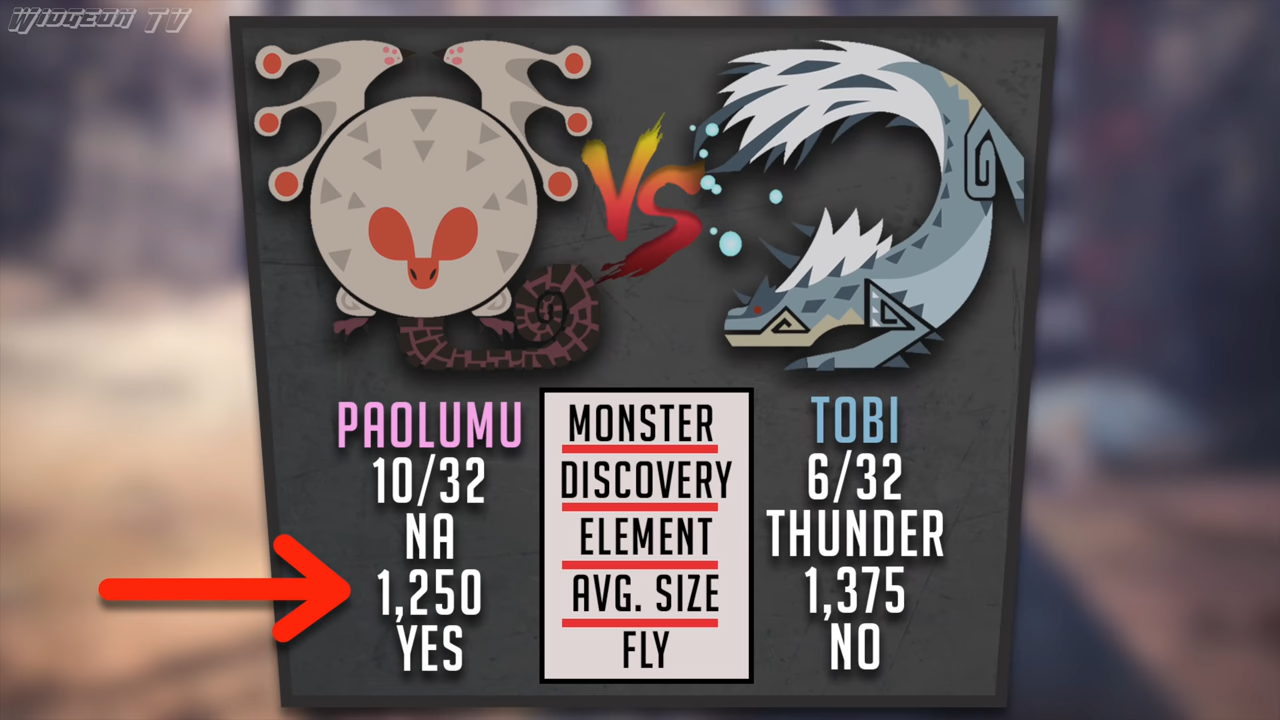 Widgeon TV
VS
PAOLUMU
10/32
NA
1,250
YES
MONSTER
DISCOVERY
ELEMENT
AVG. SIZE
FLY
TOBI
6/32
THUNDER
1,375
NO